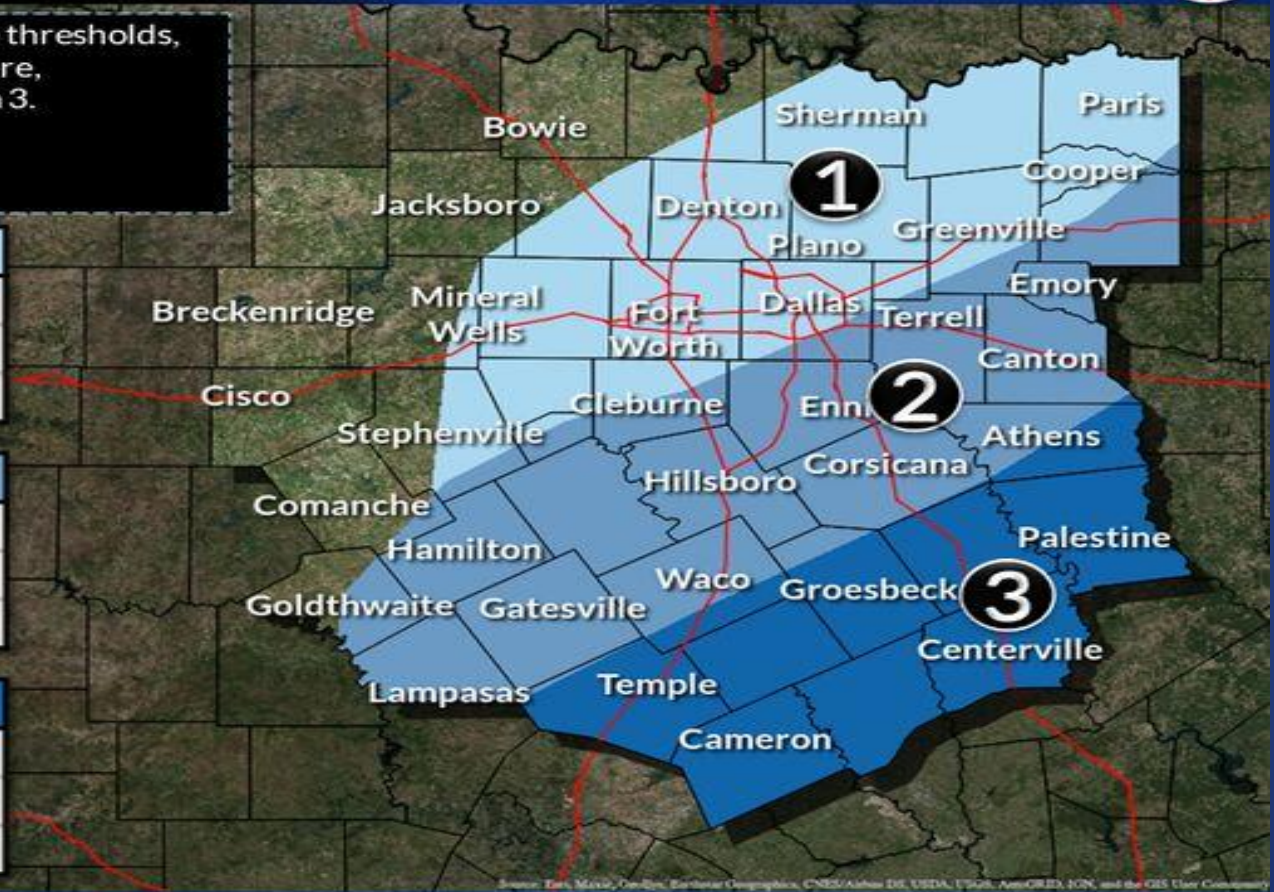 thresholds,
re,
3.
Sherman
Paris
Bowie
1
Cooper
Jacksboro
Denton
Greenville
Plano
Emory
Mineral
Wells
Breckenridge
Fort
Worth
Dallas
Terrell
Canton
Cisco
Cleburne
Enni
2
Stephenville
Athens
Hillsboro
Corsicana
Comanche
Hamilton
Palestine
Waco
Groesbeck
3
Goldthwaite
Gatesville
Centerville
Lampasas
Temple
Cameron